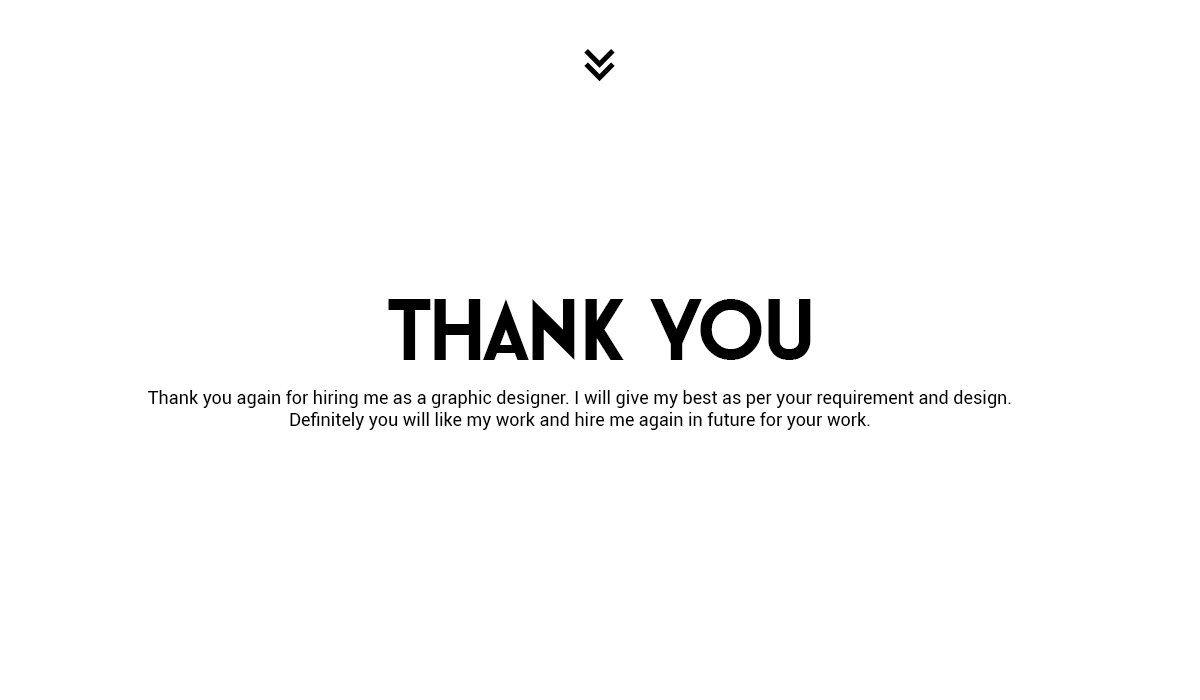 THANK YOU
Thank you again for hiring me as a graphic designer. I will give my best as per your requirement and design.
Definitely you will like my work and hire me again in future for your work.